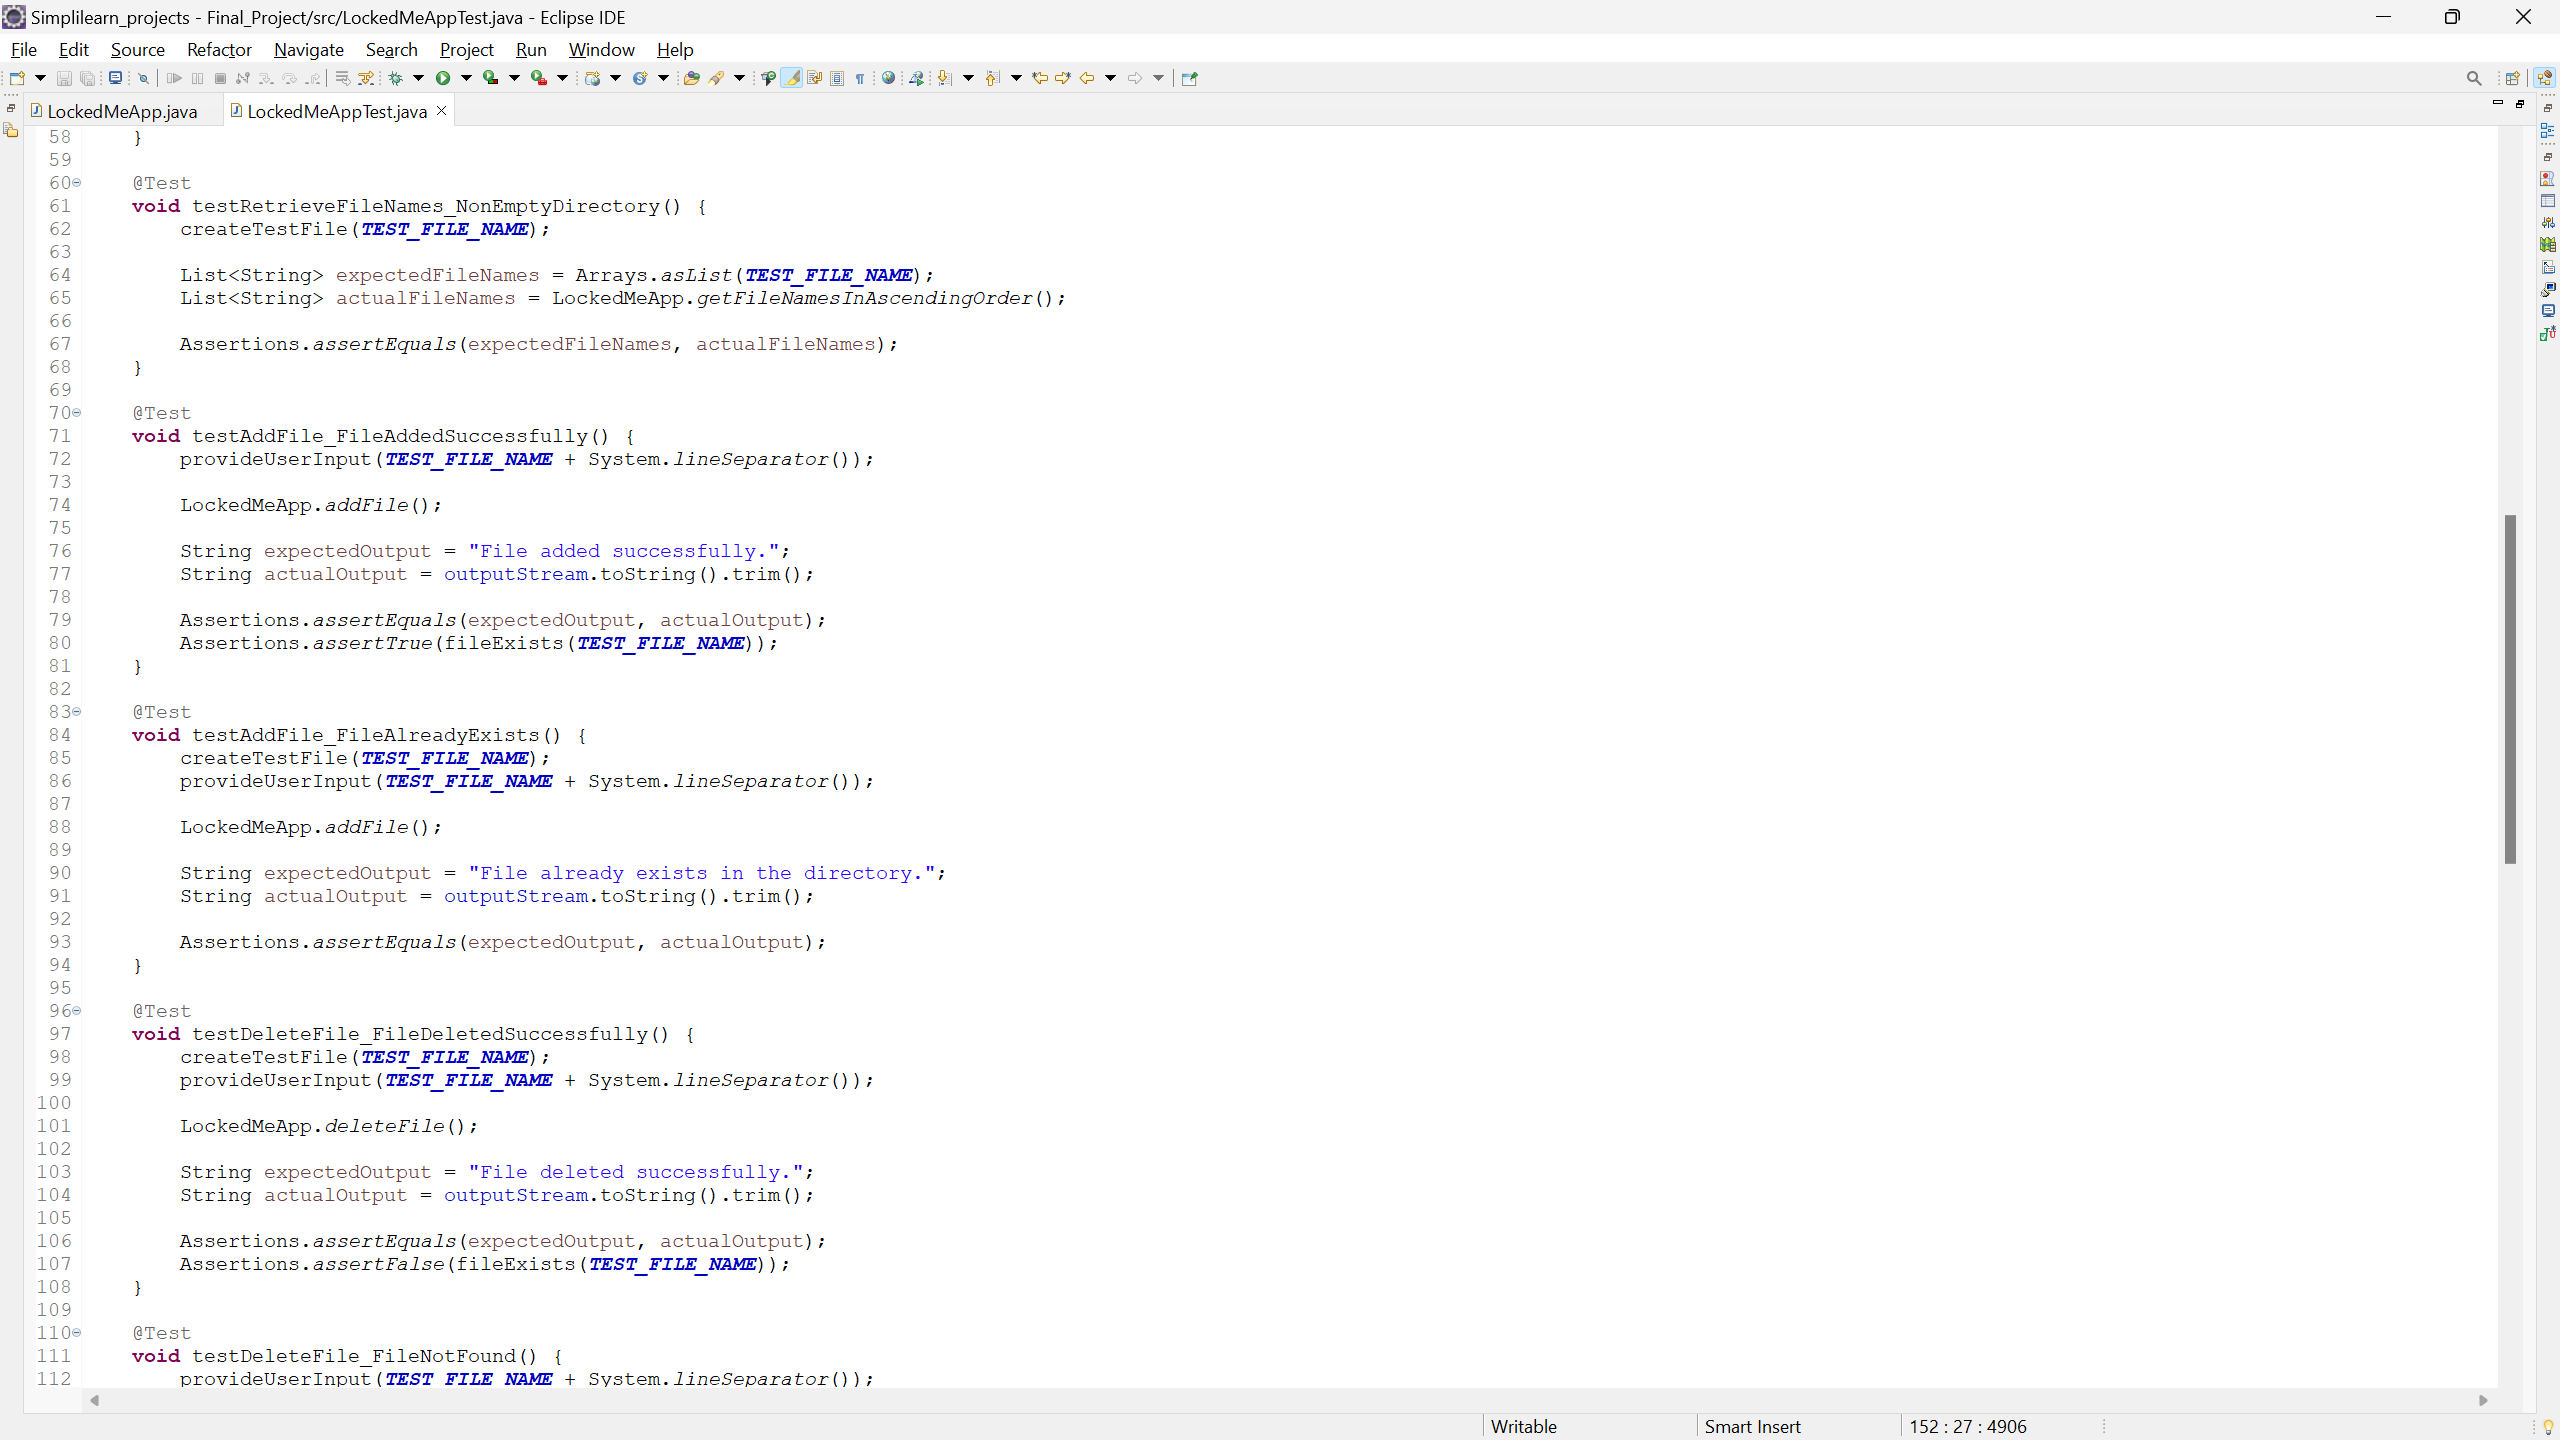 Simplilearn_projects - Final_Project/src/LockedMeAppTest.java - Eclipse IDE
File Edit Source Refactor Navigate Search Project Run Window Help
LockedMeApp.java LockedMeAppTest.java
58 }
59
60 @Test
61 void testRetrieveFileNames_NonEmptyDirectory() {
62 createTestFile(TEST_FILE_NAME);
63
64 List<String> expectedFileNames = Arrays.asList(TEST_FILE_NAME);
65 List<String> actualFileNames = LockedMeApp.getFileNamesInAscendingOrder();
66
67 Assertions.assertEquals(expectedFileNames, actualFileNames);
68 }
69
70 @Test
71 void testAddFile_FileAddedSuccessfully() {
72 provideUserInput(TEST_FILE_NAME + System.lineSeparator());
73
74 LockedMeApp.addFile();
75
76 String expectedOutput = "File added successfully.";
77 String actualOutput = outputStream.toString().trim();
78
79 Assertions.assertEquals(expectedOutput, actualOutput);
80 Assertions.assertTrue(fileExists(TEST_FILE_NAME));
81 }
82
83 @Test
84 void testAddFile_FileAlreadyExists() {
85 createTestFile(TEST_FILE_NAME);
86 provideUserInput(TEST_FILE_NAME + System.lineSeparator());
87
88 LockedMeApp.addFile();
89
90 String expectedOutput = "File already exists in the directory.";
91 String actualOutput = outputStream.toString().trim();
92
93 Assertions.assertEquals(expectedOutput, actualOutput);
94 }
95
96 @Test
97 void testDeleteFile_FileDeletedSuccessfully() {
98 createTestFile(TEST_FILE_NAME);
99 provideUserInput(TEST_FILE_NAME + System.lineSeparator());
100
101 LockedMeApp.deleteFile();
102
103 String expectedOutput = "File deleted successfully.";
104 String actualOutput = outputStream.toString().trim();
105
106 Assertions.assertEquals(expectedOutput, actualOutput);
107 Assertions.assertFalse(fileExists(TEST_FILE_NAME));
108 }
109
110 @Test
111 void testDeleteFile_FileNotFound() {
112 provideUserInput(TEST_FILE_NAME + System.lineSeparator());
Writable Smart Insert 152 : 27 : 4906